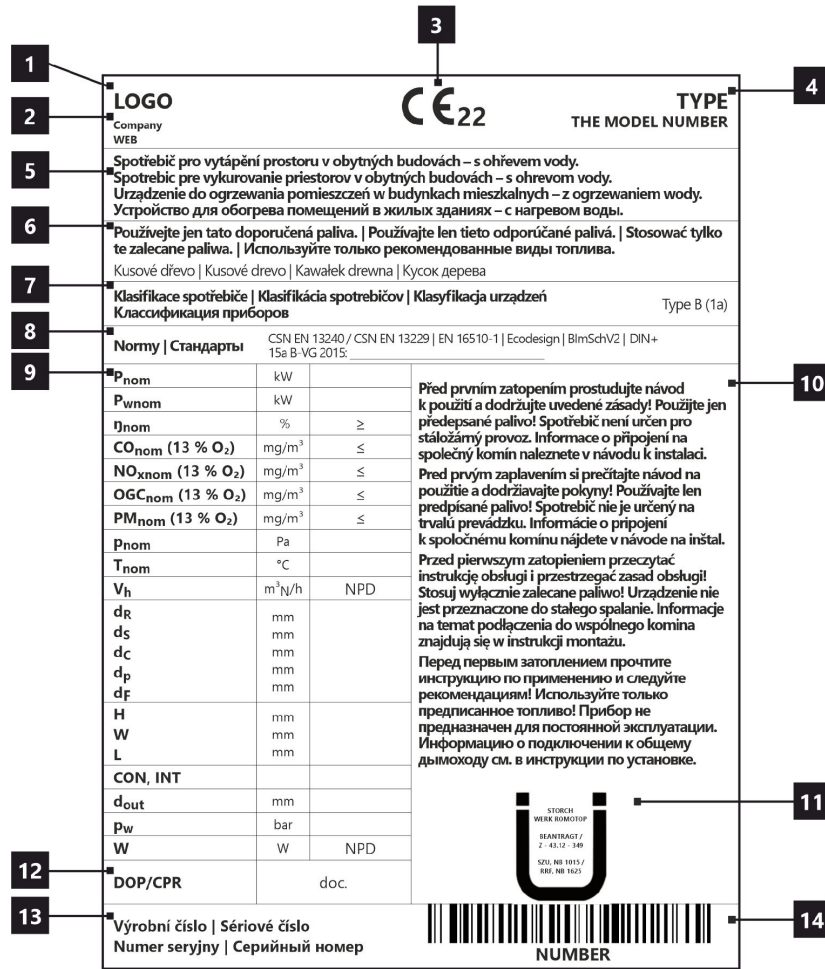 3
1
4
LOGO
CE22
TYPE
2
Company
THE MODEL NUMBER
WEB
5
Spotřebič pro vytápění prostoru v obytných budovách – s ohřevem vody.
Spotrebic pre vykurovanie priestorov v obytných budovách – s ohrevom vody.
Urządzenie do ogrzewania pomieszczeń w budynkach mieszkalnych – z ogrzewaniem wody.
Устройство для обогрева помещений в жилых зданиях – с нагревом воды.
6
Používejte jen tato doporučená paliva. | Používajte len tieto odporúčané palivá. | Stosować tylko
te zalecane paliwa. | Используйте только рекомендованные виды топлива.
Kusové dřevo | Kusové drevo | Kawałek drewna | Кусок дерева
7
Klasifikace spotřebiče | Klasifikácia spotrebičov | Klasyfikacja urządzeń
Классификация приборов
Type B (1a)
8
Normy | Стандарты
CSN EN 13240 / CSN EN 13229 | EN 16510-1 | Ecodesign | BImSchV2 | DIN+
15a B-VG 2015:
9
Pnom kW
Pwnom kW
ηnom % ≥
COnom (13 % O₂) mg/m³ ≤
NOxnom (13 % O₂) mg/m³ ≤
OGCnom (13 % O₂) mg/m³ ≤
PMnom (13 % O₂) mg/m³ ≤
pnom Pa
Tnom °C
Vh m³N/h NPD
dR mm
dS mm
dC mm
dp mm
dF mm
H mm
W mm
L mm
CON, INT
dout mm
pw bar
W W NPD
10
Před prvním zatopením prostudujte návod
k použití a dodržujte uvedené zásady! Použijte jen
předepsané palivo! Spotřebič není určen pro
stáložárný provoz. Informace o připojení na
společný komín naleznete v návodu k instalaci.
Pred prvým zaplavením si prečítajte návod na
použitie a dodržiavajte pokyny! Používajte len
predpísané palivo! Spotrebič nie je určený na
trvalú prevádzku. Informácie o pripojení
k spoločnému komínu nájdete v návode na inštal.
Przed pierwszym zatopieniem przeczytać
instrukcję obsługi i przestrzegać zasad obsługi!
Stosuj wyłącznie zalecane paliwo! Urządzenie nie
jest przeznaczone do stałego spalanie. Informacje
na temat podłączenia do wspólnego komina
znajdują się w instrukcji montażu.
Перед первым затоплением прочтите
инструкцию по применению и следуйте
рекомендациям! Используйте только
предписанное топливо! Прибор не
предназначен для постоянной эксплуатации.
Информацию о подключении к общему
дымоходу см. в инструкции по установке.
11
STORCH
WERK ROMOTOP
BEANTRAGT /
Z - 43.12 - 349
SZU, NB 1015 /
RRF, NB 1625
12
DOP/CPR doc.
13
Výrobní číslo | Sériové číslo
Numer seryjny | Серийный номер
14
NUMBER